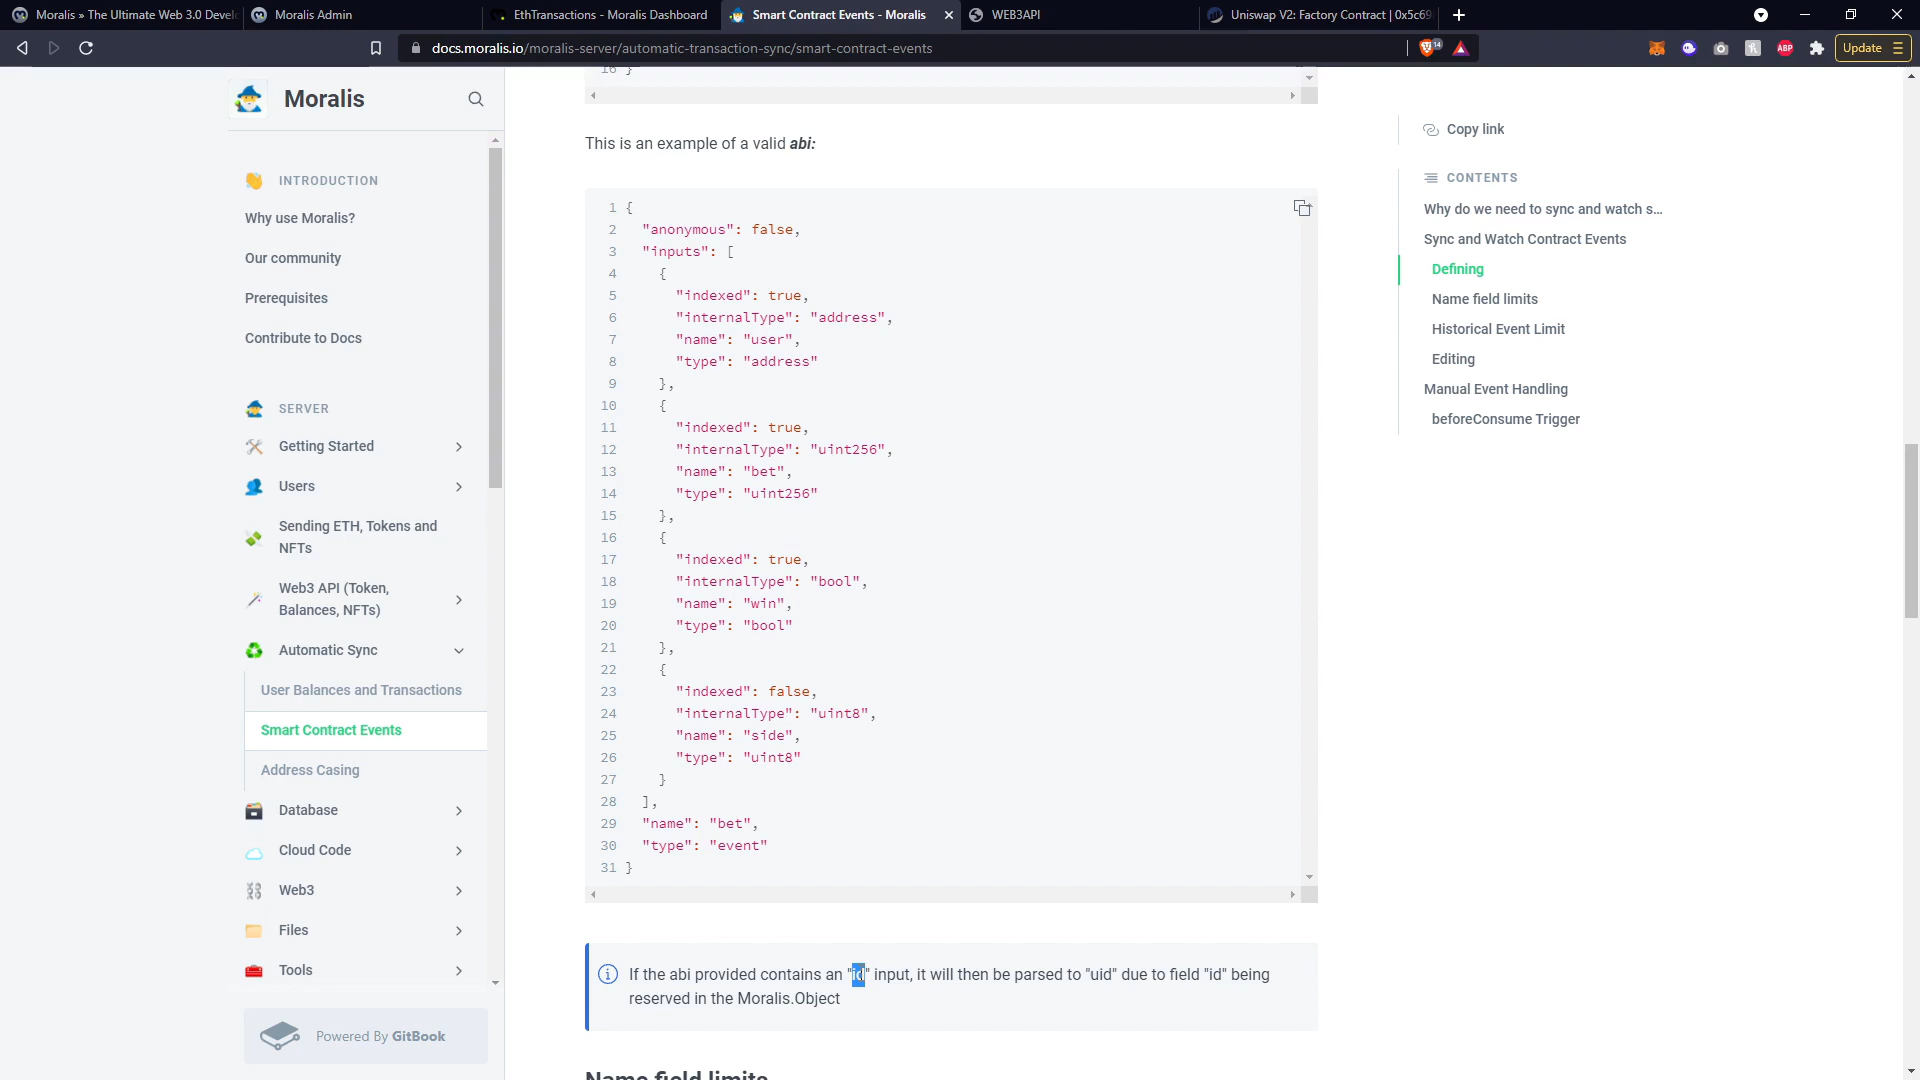 Moralis » The Ultimate Web 3.0 Devel
Moralis Admin
EthTransactions - Moralis Dashboard
Smart Contract Events - Moralis
WEB3API
Uniswap V2: Factory Contract | 0x5c69
docs.moralis.io/moralis-server/automatic-transaction-sync/smart-contract-events
14
ABP
Update
Moralis
INTRODUCTION
Why use Moralis?
Our community
Prerequisites
Contribute to Docs
SERVER
Getting Started
Users
Sending ETH, Tokens and
NFTs
Web3 API (Token,
Balances, NFTs)
Automatic Sync
User Balances and Transactions
Smart Contract Events
Address Casing
Database
Cloud Code
Web3
Files
Tools
Powered By GitBook
16 }
This is an example of a valid abi:
1 {
2 "anonymous": false,
3 "inputs": [
4 {
5 "indexed": true,
6 "internalType": "address",
7 "name": "user",
8 "type": "address"
9 },
10 {
11 "indexed": true,
12 "internalType": "uint256",
13 "name": "bet",
14 "type": "uint256"
15 },
16 {
17 "indexed": true,
18 "internalType": "bool",
19 "name": "win",
20 "type": "bool"
21 },
22 {
23 "indexed": false,
24 "internalType": "uint8",
25 "name": "side",
26 "type": "uint8"
27 }
28 ],
29 "name": "bet",
30 "type": "event"
31 }
If the abi provided contains an "id" input, it will then be parsed to "uid" due to field "id" being
reserved in the Moralis.Object
Name field limits
Copy link
CONTENTS
Why do we need to sync and watch s...
Sync and Watch Contract Events
Defining
Name field limits
Historical Event Limit
Editing
Manual Event Handling
beforeConsume Trigger